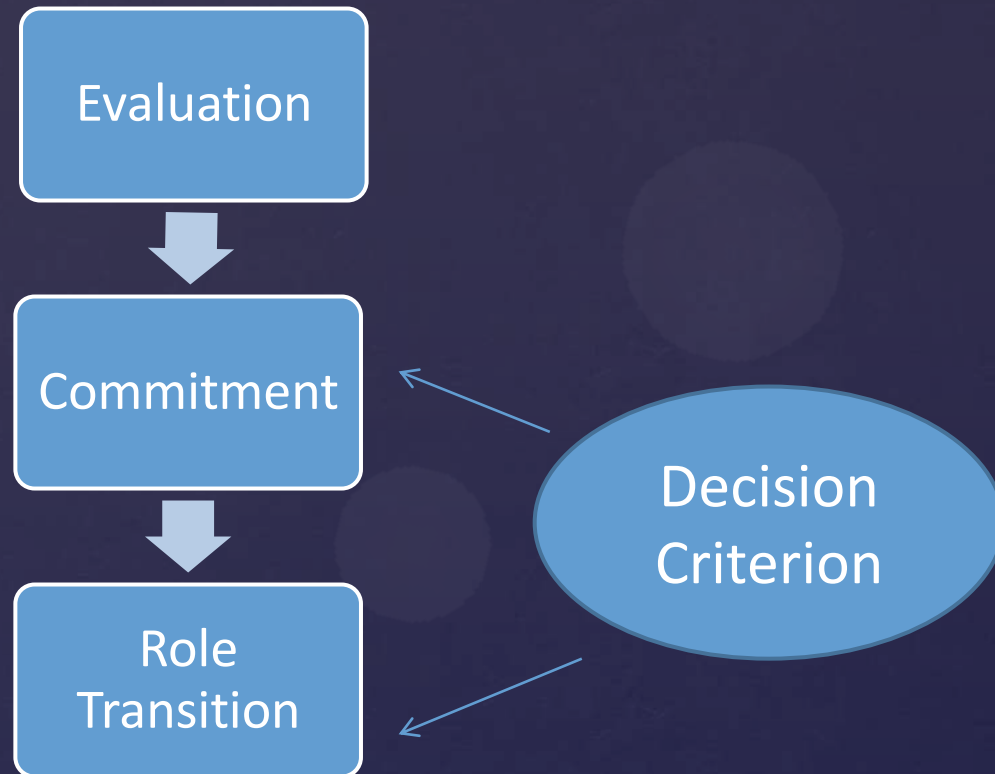 Evaluation
Commitment
Decision
Criterion
Role
Transition